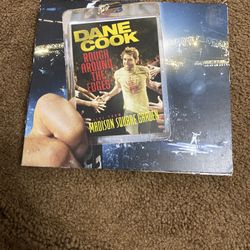 DANE
COOK
ROUGH
AROUND
THE
EDGES
MADISON SQUARE GARDEN